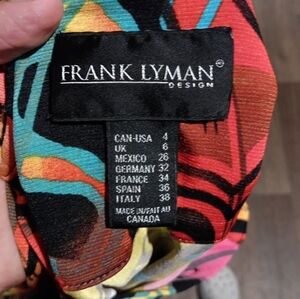 FRANK LYMAN®
DESIGN
CAN-USA 4
UK 6
MEXICO 26
GERMANY 32
FRANCE 34
SPAIN 36
ITALY 38
MADE IN/FAIT AU
CANADA